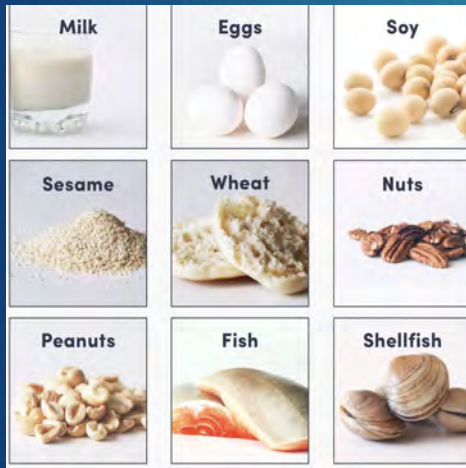 Milk
Eggs
Soy
Sesame
Wheat
Nuts
Peanuts
Fish
Shellfish